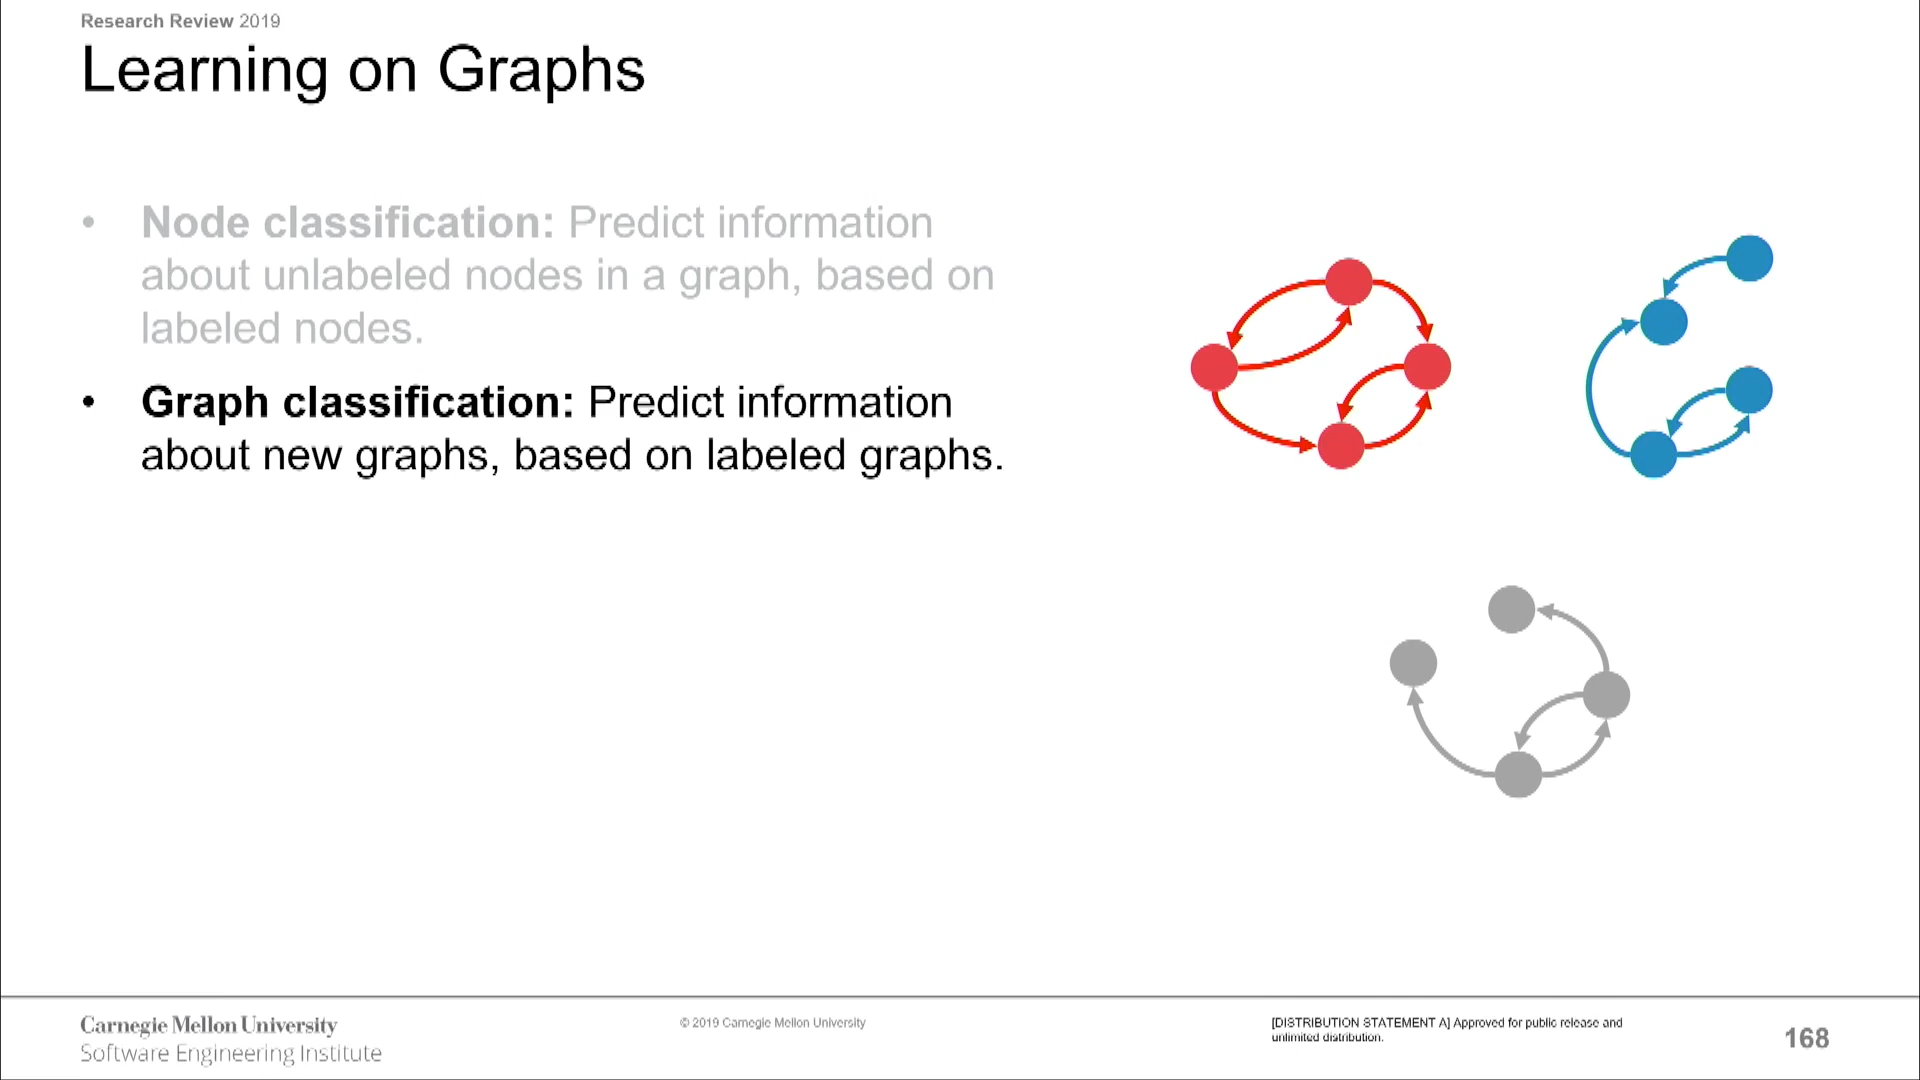 Research Review 2019
Learning on Graphs
• Node classification: Predict information
about unlabeled nodes in a graph, based on
labeled nodes.
• Graph classification: Predict information
about new graphs, based on labeled graphs.
Carnegie Mellon University
Software Engineering Institute
© 2019 Carnegie Mellon University
[DISTRIBUTION STATEMENT A] Approved for public release and
unlimited distribution.
168